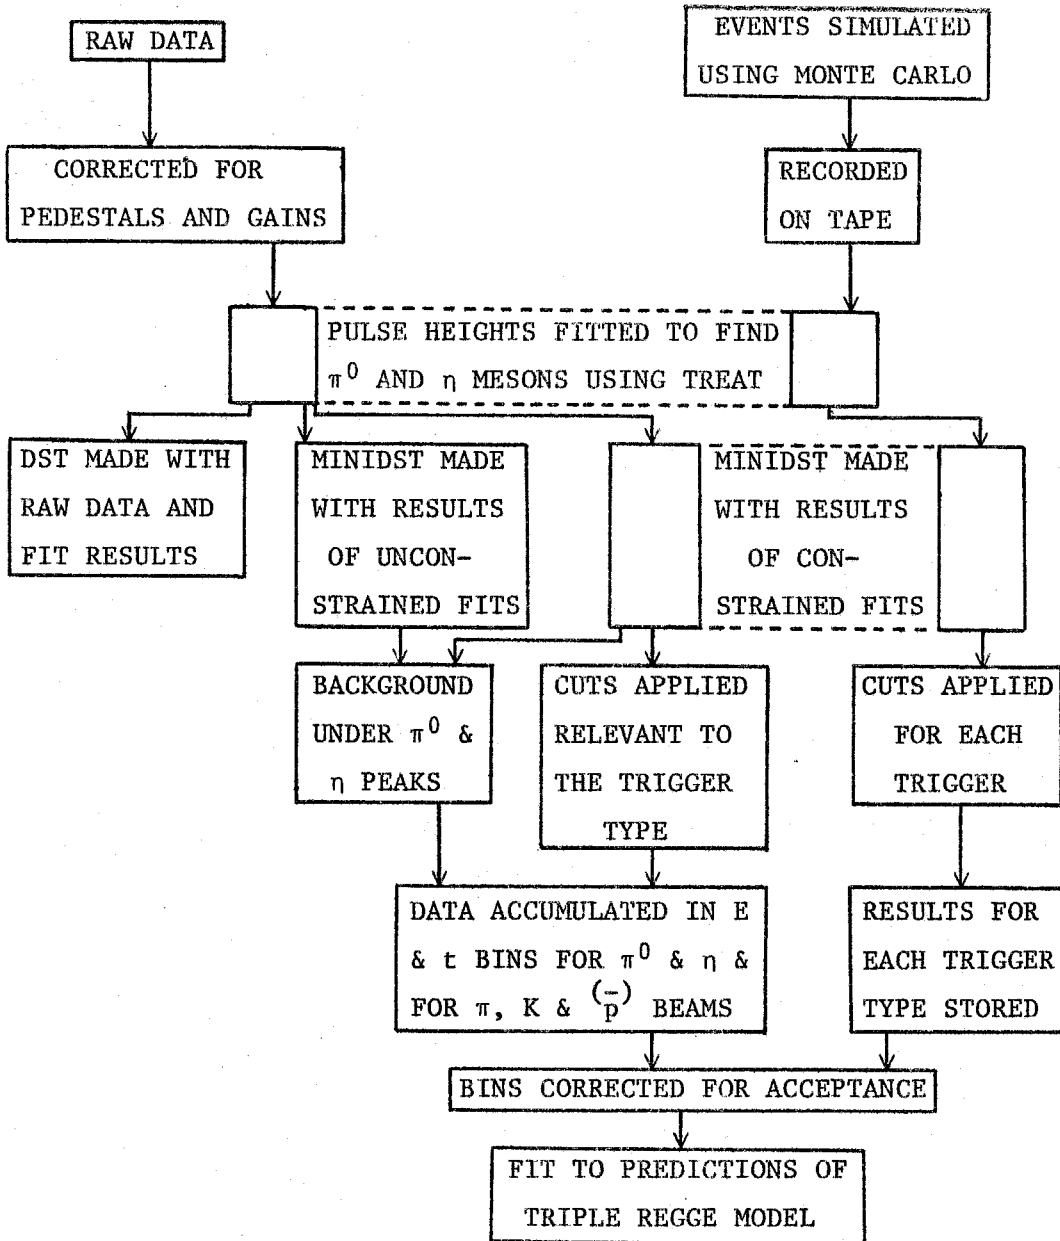 RAW DATA
EVENTS SIMULATED
USING MONTE CARLO
CORRECTED FOR
PEDESTALS AND GAINS
RECORDED
ON TAPE
PULSE HEIGHTS FITTED TO FIND
π⁰ AND η MESONS USING TREAT
DST MADE WITH
RAW DATA AND
FIT RESULTS
MINIDST MADE
WITH RESULTS
OF UNCON-
STRAINED FITS
MINIDST MADE
WITH RESULTS
OF CON-
STRAINED FITS
BACKGROUND
UNDER π⁰ &
η PEAKS
CUTS APPLIED
RELEVANT TO
THE TRIGGER
TYPE
CUTS APPLIED
FOR EACH
TRIGGER
DATA ACCUMULATED IN E
& t BINS FOR π⁰ & η &
FOR π, K & (p̅) BEAMS
RESULTS FOR
EACH TRIGGER
TYPE STORED
BINS CORRECTED FOR ACCEPTANCE
FIT TO PREDICTIONS OF
TRIPLE REGGE MODEL